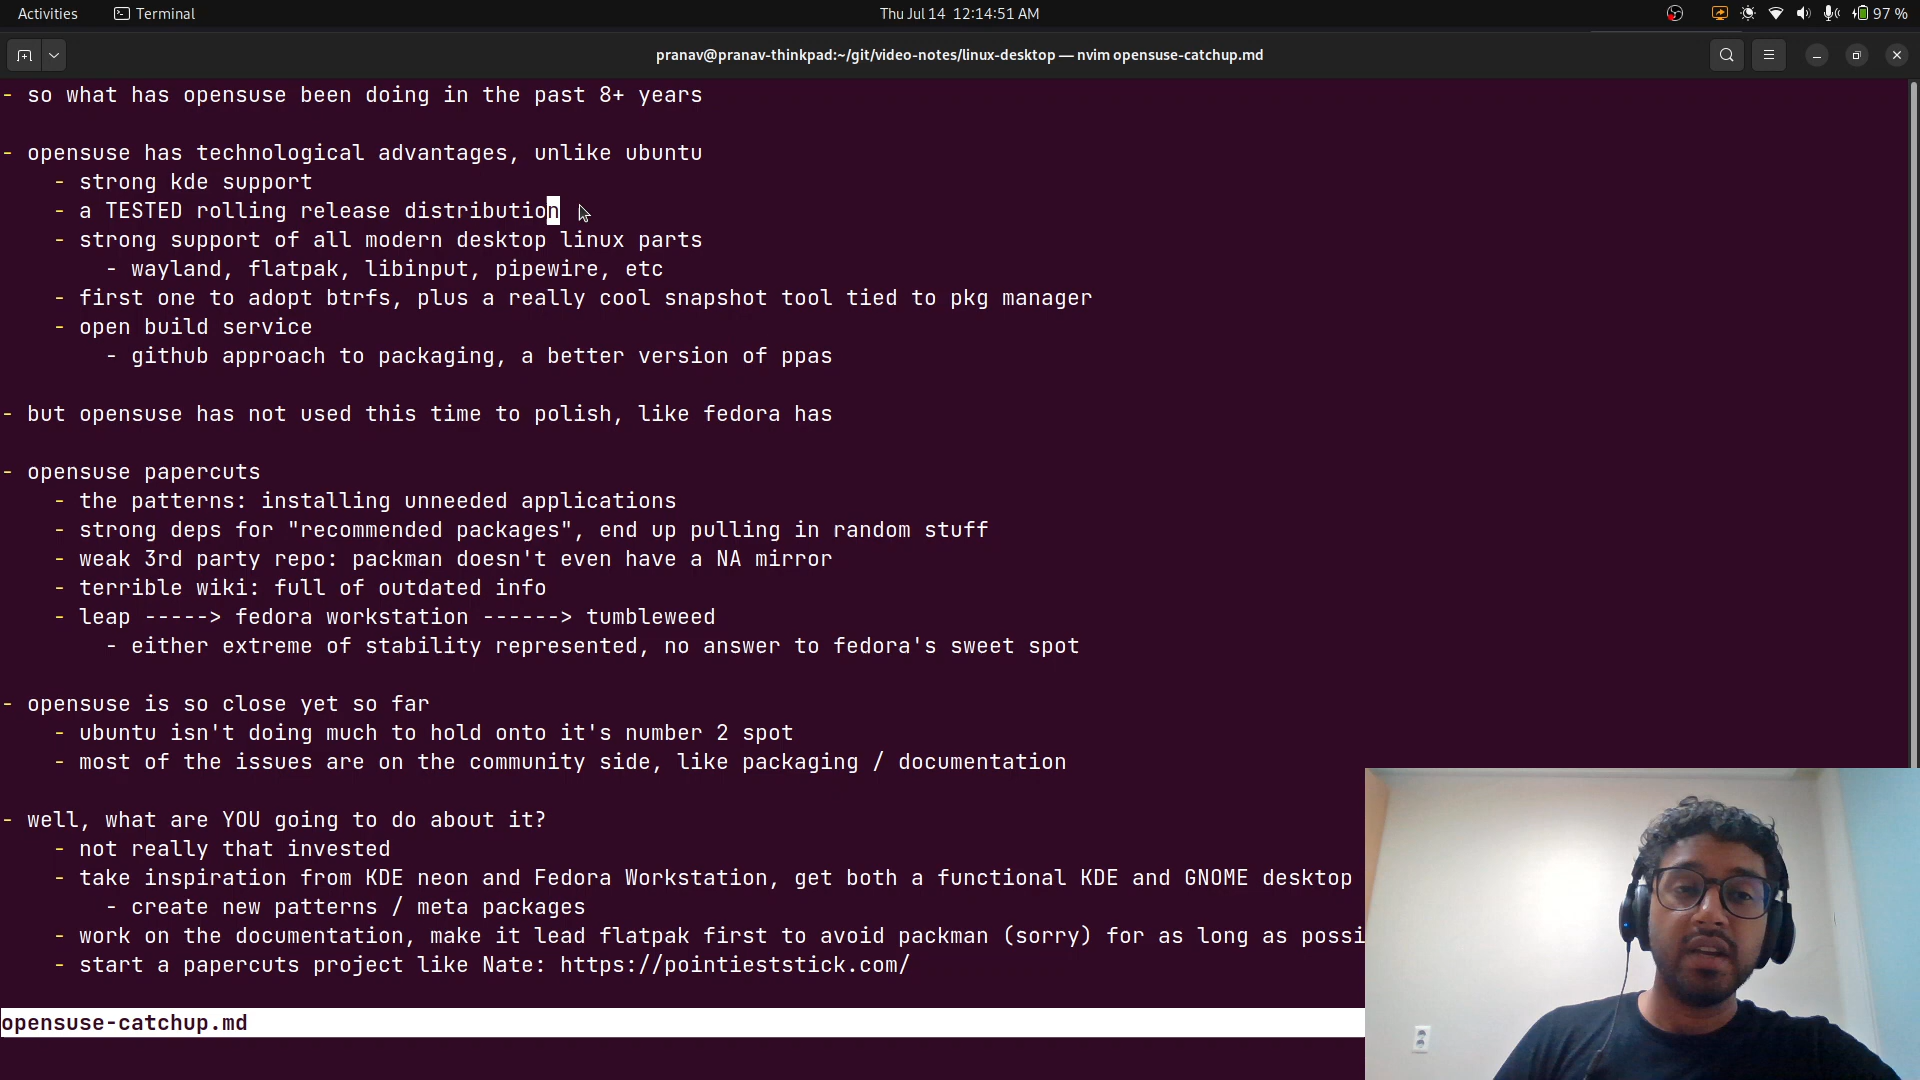 Activities
Terminal
Thu Jul 14 12:14:51 AM
97 %
pranav@pranav-thinkpad:~/git/video-notes/linux-desktop — nvim opensuse-catchup.md
- so what has opensuse been doing in the past 8+ years
- opensuse has technological advantages, unlike ubuntu
- strong kde support
- a TESTED rolling release distribution
- strong support of all modern desktop linux parts
- wayland, flatpak, libinput, pipewire, etc
- first one to adopt btrfs, plus a really cool snapshot tool tied to pkg manager
- open build service
- github approach to packaging, a better version of ppas
- but opensuse has not used this time to polish, like fedora has
- opensuse papercuts
- the patterns: installing unneeded applications
- strong deps for "recommended packages", end up pulling in random stuff
- weak 3rd party repo: packman doesn't even have a NA mirror
- terrible wiki: full of outdated info
- leap -----> fedora workstation ------> tumbleweed
- either extreme of stability represented, no answer to fedora's sweet spot
- opensuse is so close yet so far
- ubuntu isn't doing much to hold onto it's number 2 spot
- most of the issues are on the community side, like packaging / documentation
- well, what are YOU going to do about it?
- not really that invested
- take inspiration from KDE neon and Fedora Workstation, get both a functional KDE and GNOME desktop
- create new patterns / meta packages
- work on the documentation, make it lead flatpak first to avoid packman (sorry) for as long as possi
- start a papercuts project like Nate: https://pointieststick.com/
opensuse-catchup.md